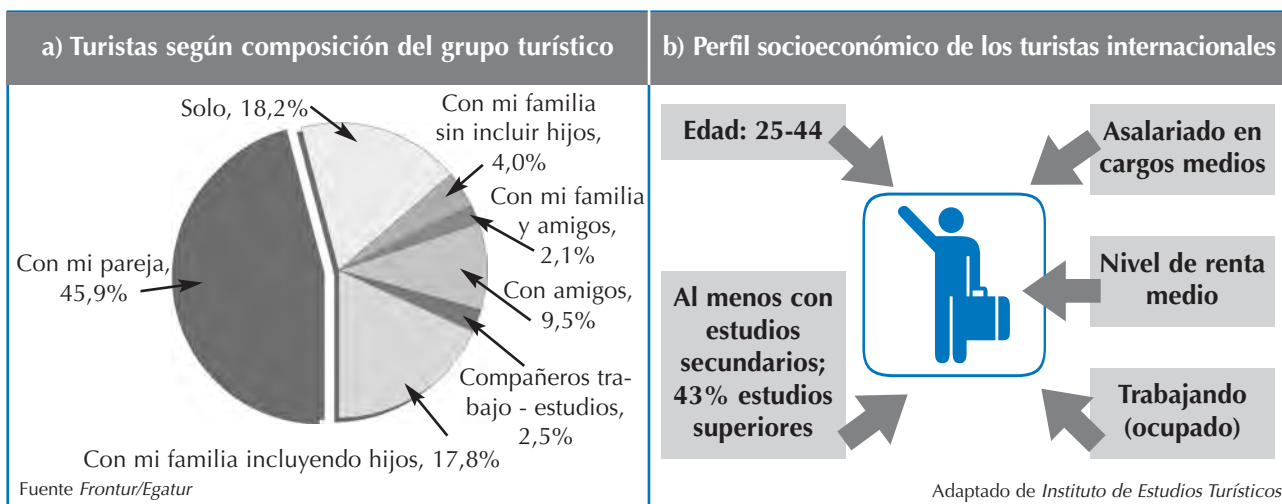 a) Turistas según composición del grupo turístico
Solo, 18,2%
Con mi familia
sin incluir hijos,
4,0%
Con mi familia
y amigos,
2,1%
Con amigos,
9,5%
Compañeros tra-
bajo - estudios,
2,5%
Con mi familia incluyendo hijos, 17,8%
Con mi pareja,
45,9%
Fuente Frontur/Egatur
b) Perfil socioeconómico de los turistas internacionales
Edad: 25-44
Asalariado en
cargos medios
Al menos con
estudios
secundarios;
43% estudios
superiores
Nivel de renta
medio
Trabajando
(ocupado)
Adaptado de Instituto de Estudios Turísticos